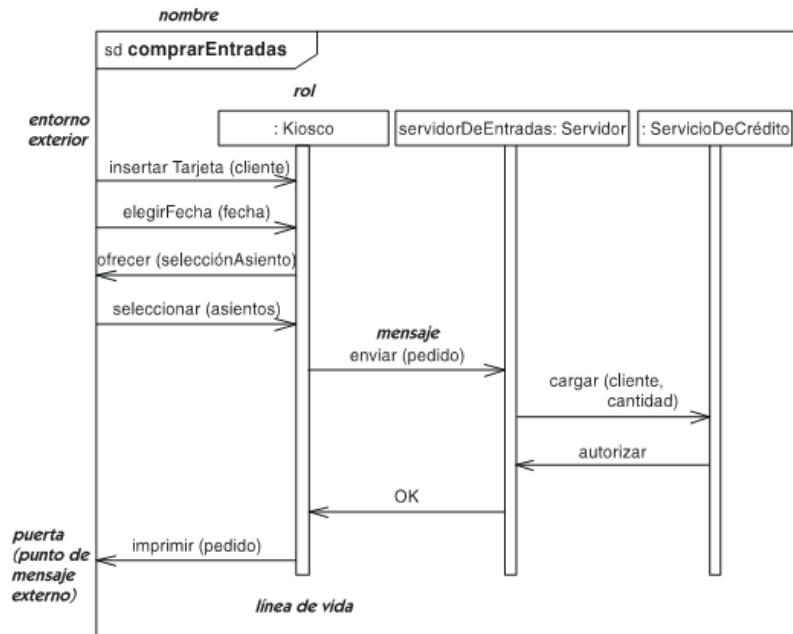 nombre
sd comprarEntradas
rol
entorno
exterior
: Kiosco
servidorDeEntradas: Servidor
: ServicioDeCrédito
insertar Tarjeta (cliente)
elegirFecha (fecha)
ofrecer (selecciónAsiento)
seleccionar (asientos)
mensaje
enviar (pedido)
cargar (cliente,
cantidad)
autorizar
OK
puerta
(punto de
mensaje
externo)
imprimir (pedido)
línea de vida